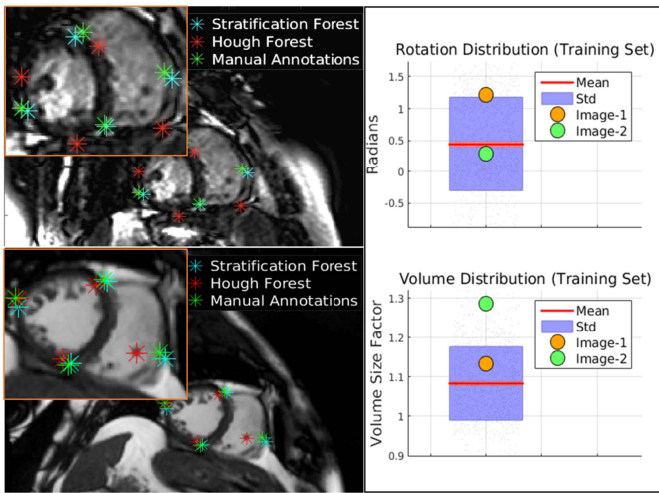 Stratification Forest
Hough Forest
Manual Annotations
Rotation Distribution (Training Set)
Radians
1.5
1
0.5
0
-0.5
Mean
Std
Image-1
Image-2
Stratification Forest
Hough Forest
Manual Annotations
Volume Distribution (Training Set)
Volume Size Factor
1.3
1.2
1.1
1
0.9
Mean
Std
Image-1
Image-2